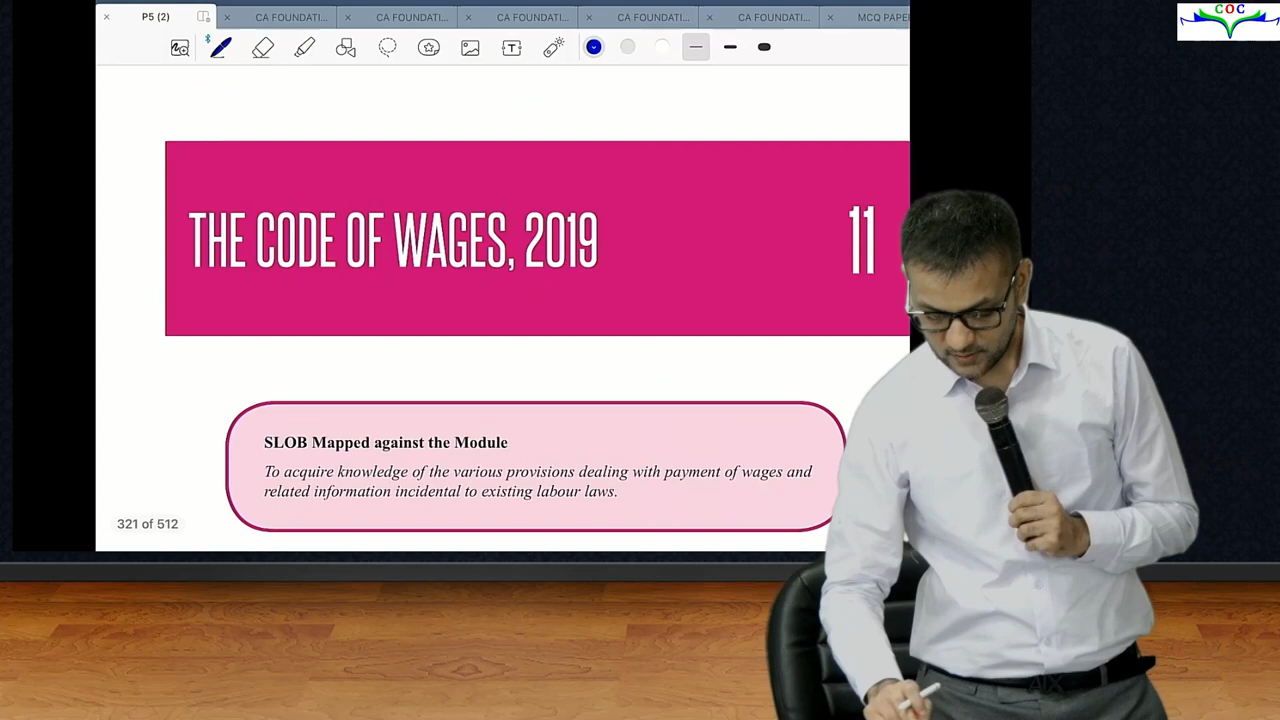 P5 (2)
CA FOUNDATI...
CA FOUNDATI...
CA FOUNDATI...
CA FOUNDATI...
CA FOUNDATI...
MCQ PAPER
COC
T
THE CODE OF WAGES, 2019
11
SLOB Mapped against the Module
To acquire knowledge of the various provisions dealing with payment of wages and
related information incidental to existing labour laws.
321 of 512